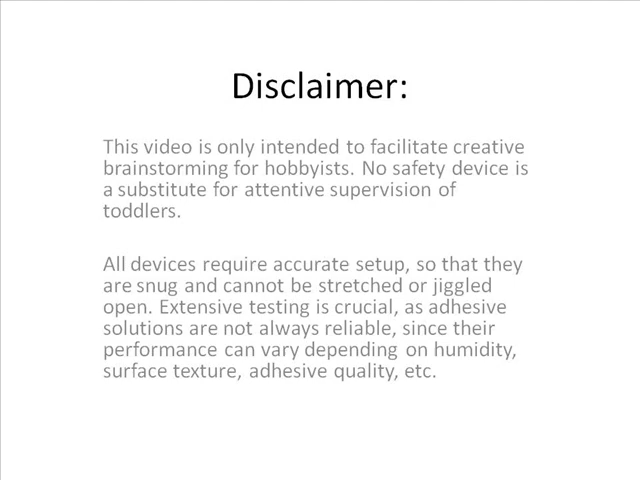 Disclaimer:
This video is only intended to facilitate creative
brainstorming for hobbyists. No safety device is
a substitute for attentive supervision of
toddlers.
All devices require accurate setup, so that they
are snug and cannot be stretched or jiggled
open. Extensive testing is crucial, as adhesive
solutions are not always reliable, since their
performance can vary depending on humidity,
surface texture, adhesive quality, etc.